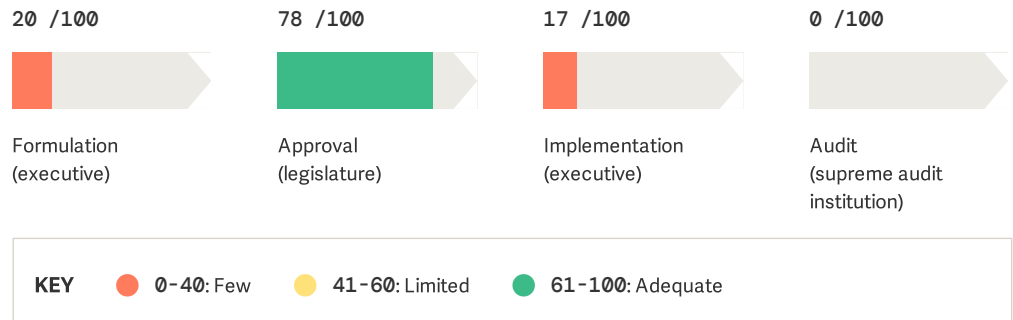 20 /100 78 /100 17 /100 0 /100
Formulation
(executive)
Approval
(legislature)
Implementation
(executive)
Audit
(supreme audit
institution)
KEY 0-40: Few 41-60: Limited 61-100: Adequate